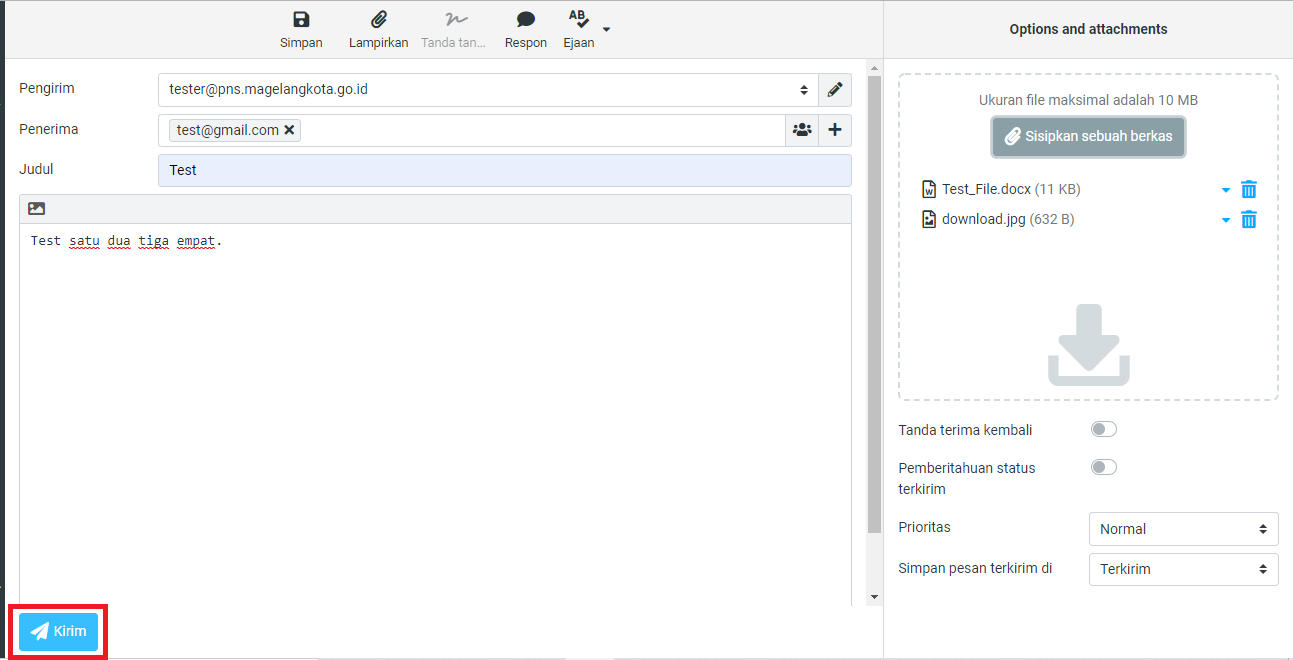 Simpan Lampirkan Tanda tan... Respon Ejaan
Options and attachments
Pengirim
tester@pns.magelangkota.go.id
Penerima
test@gmail.com
Judul
Test
Test satu dua tiga empat.
Kirim
Ukuran file maksimal adalah 10 MB
Sisipkan sebuah berkas
Test_File.docx (11 KB)
download.jpg (632 B)
Tanda terima kembali
Pemberitahuan status
terkirim
Prioritas
Normal
Simpan pesan terkirim di
Terkirim